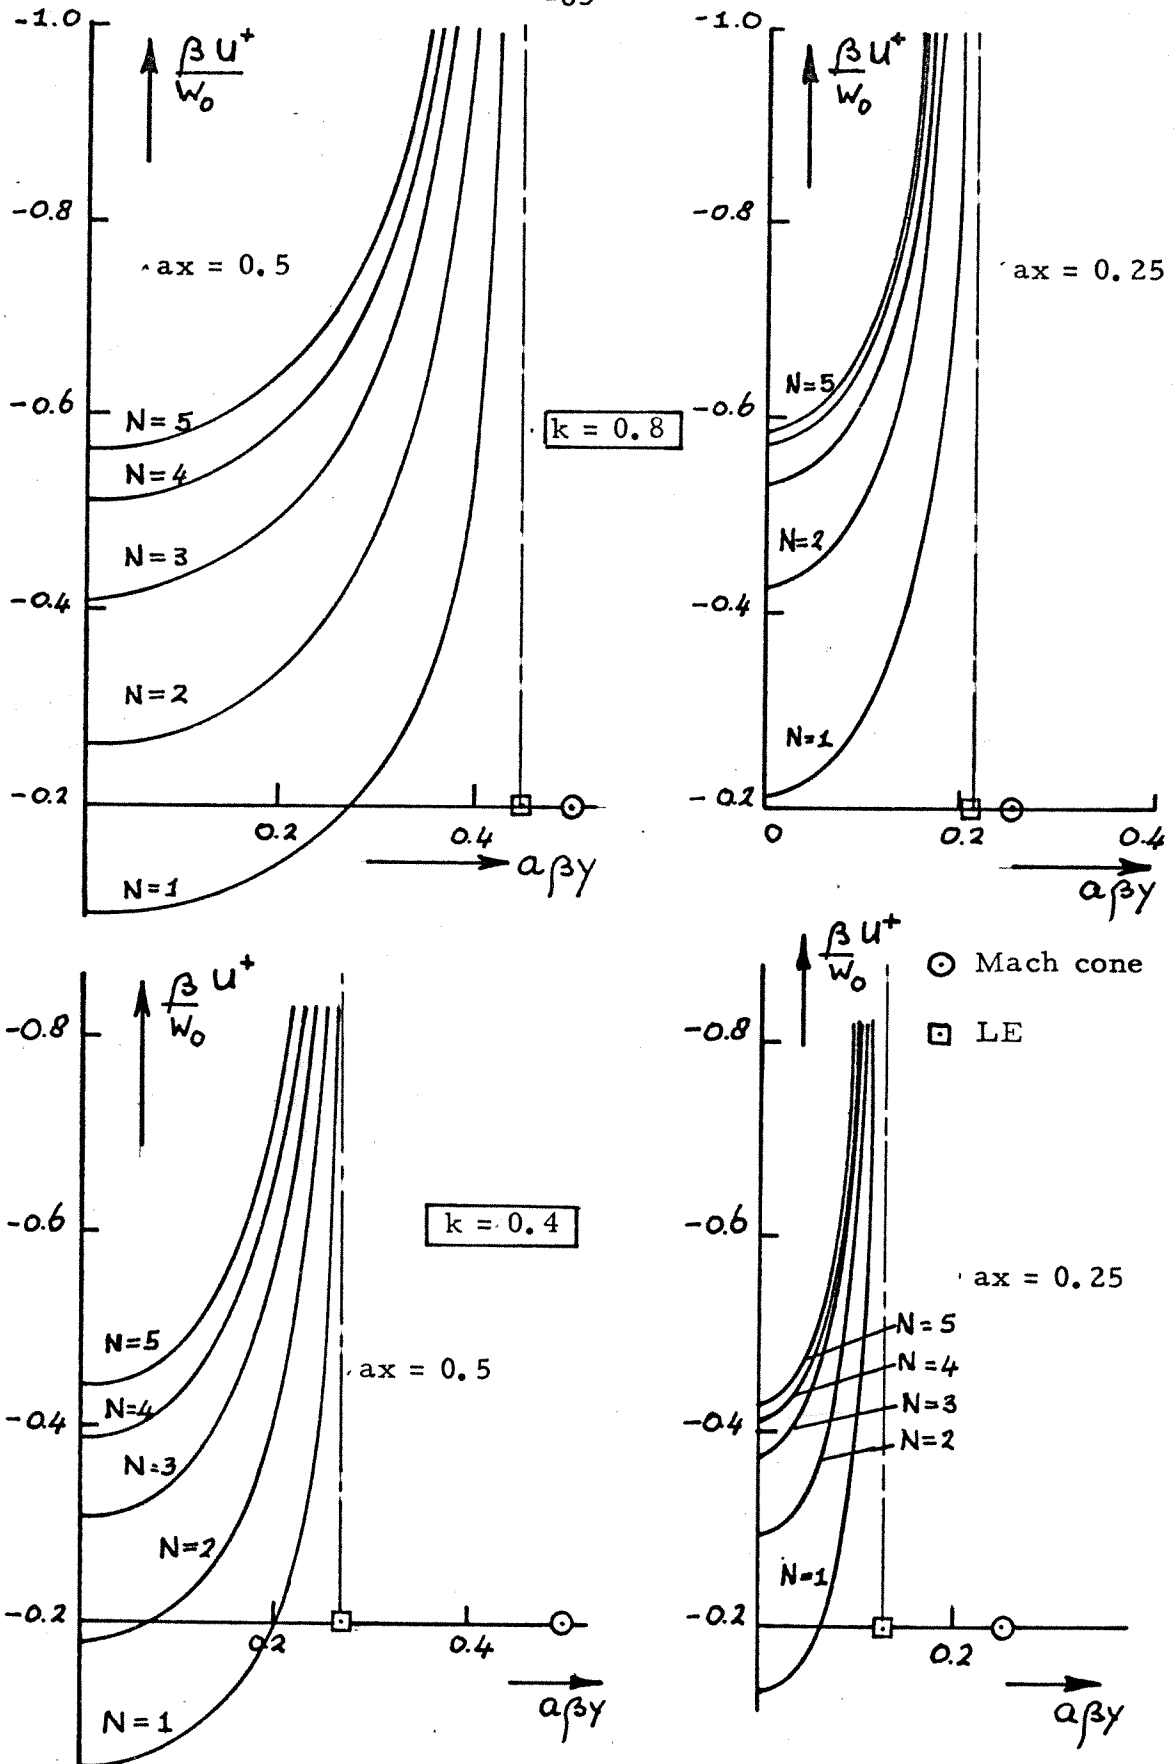 -1.0
β U⁺
W₀
-0.8
ax = 0.5
-0.6
N=5
N=4
N=3
-0.4
N=2
-0.2
0.2
0.4
N=1
aβy
k = 0.8
-1.0
β U⁺
W₀
-0.8
ax = 0.25
N=5
-0.6
N=2
-0.4
N=1
-0.2
0
0.2
0.4
aβy
β U⁺
W₀
-0.8
-0.6
k = 0.4
N=5
ax = 0.5
N=4
-0.4
N=3
N=2
-0.2
0.2
0.4
N=1
aβy
β U⁺
W₀
Mach cone
LE
-0.8
-0.6
ax = 0.25
N=5
N=4
N=3
-0.4
N=2
N=1
-0.2
0.2
aβy